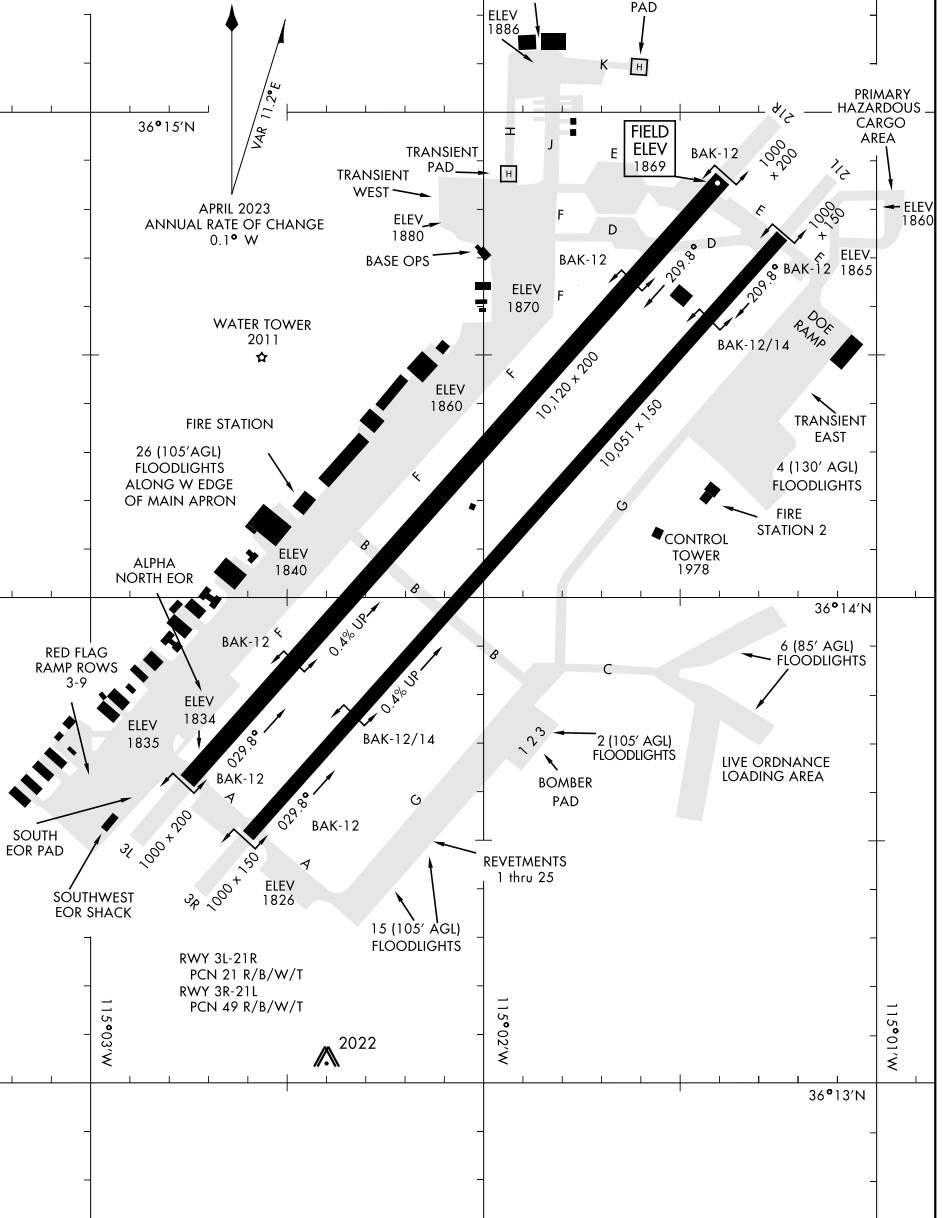 ELEV
1886
PAD
K
H
VAR 11.2°E
36°15'N
H
J
E
FIELD
ELEV
1869
BAK-12
21R
1000
x 200
PRIMARY
HAZARDOUS
CARGO
AREA
TRANSIENT
PAD
H
TRANSIENT
WEST
21L
APRIL 2023
ANNUAL RATE OF CHANGE
0.1° W
ELEV
1880
F
D
D
E
1000
x 150
ELEV
1860
BASE OPS
BAK-12
209.8°
E
BAK-12
ELEV
1865
209.8°
ELEV
1870
F
WATER TOWER
2011
DOE
RAMP
BAK-12/14
F
10,120 x 200
ELEV
1860
10,051 x 150
TRANSIENT
EAST
FIRE STATION
26 (105'AGL)
FLOODLIGHTS
ALONG W EDGE
OF MAIN APRON
F
4 (130' AGL)
FLOODLIGHTS
G
FIRE
STATION 2
CONTROL
TOWER
1978
B
ELEV
1840
ALPHA
NORTH EOR
B
36°14'N
RED FLAG
RAMP ROWS
3-9
BAK-12
F
0.4% UP
B
C
6 (85' AGL)
FLOODLIGHTS
0.4% UP
ELEV
1834
ELEV
1835
029.8°
BAK-12/14
1 2 3
2 (105' AGL)
FLOODLIGHTS
LIVE ORDNANCE
LOADING AREA
BOMBER
PAD
BAK-12
A
G
029.8°
BAK-12
SOUTH
EOR PAD
3L
1000 x 200
A
REVETMENTS
1 thru 25
3R
1000 x 150
ELEV
1826
SOUTHWEST
EOR SHACK
15 (105' AGL)
FLOODLIGHTS
RWY 3L-21R
PCN 21 R/B/W/T
RWY 3R-21L
PCN 49 R/B/W/T
115°03'W
115°02'W
115°01'W
2022
36°13'N